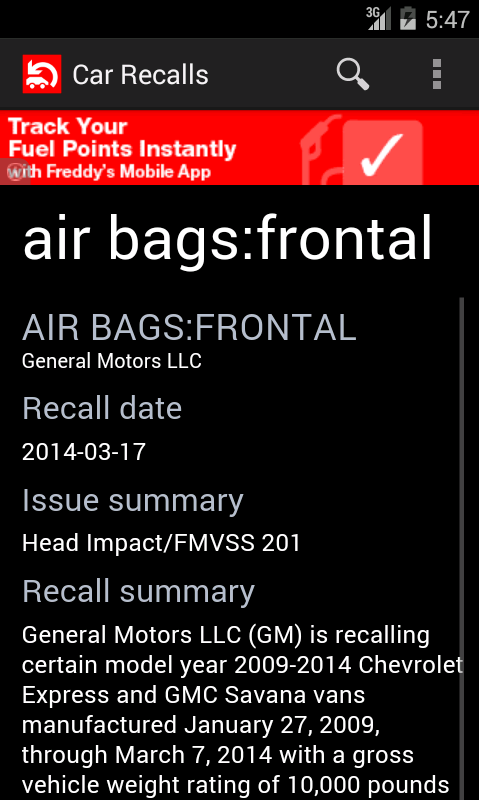 3G
5:47
Car Recalls
Track Your
Fuel Points Instantly
with Freddy's Mobile App
air bags:frontal
AIR BAGS:FRONTAL
General Motors LLC
Recall date
2014-03-17
Issue summary
Head Impact/FMVSS 201
Recall summary
General Motors LLC (GM) is recalling
certain model year 2009-2014 Chevrolet
Express and GMC Savana vans
manufactured January 27, 2009,
through March 7, 2014 with a gross
vehicle weight rating of 10,000 pounds